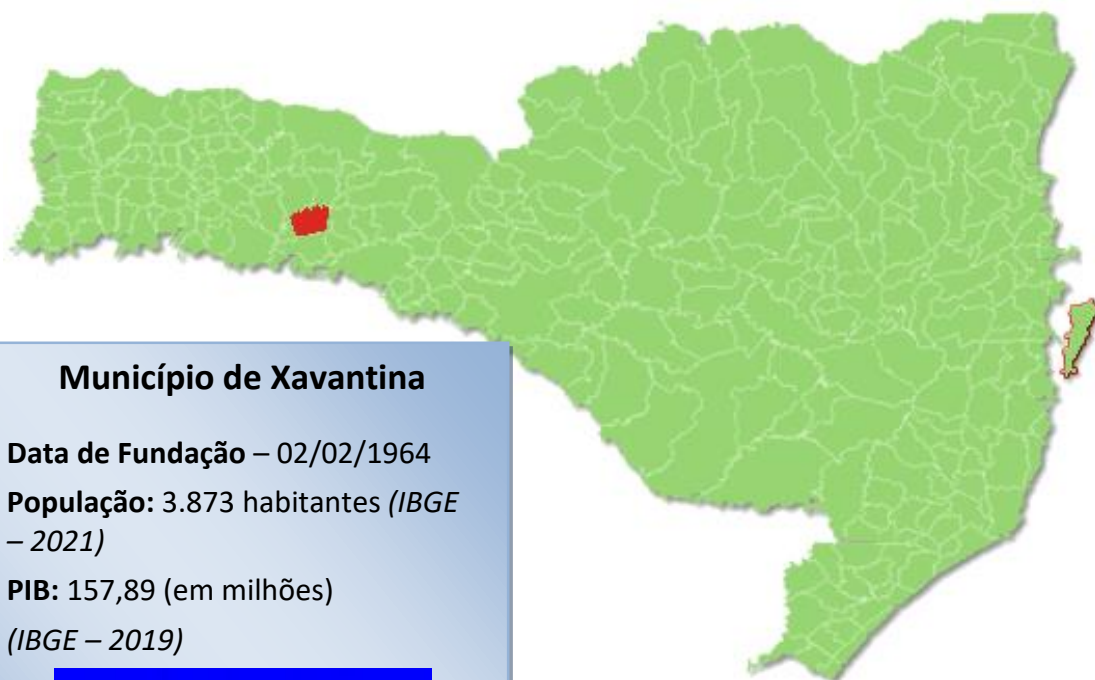 Município de Xavantina
Data de Fundação – 02/02/1964
População: 3.873 habitantes (IBGE
– 2021)
PIB: 157,89 (em milhões)
(IBGE – 2019)